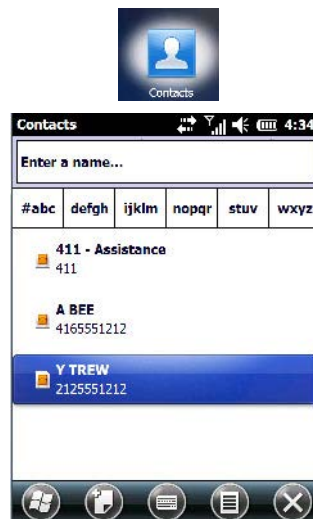 Contacts
Contacts 4:34
Enter a name...
#abc defgh ijklm nopqr stuv wxyz
411 - Assistance
411
A BEE
4165551212
Y TREW
2125551212